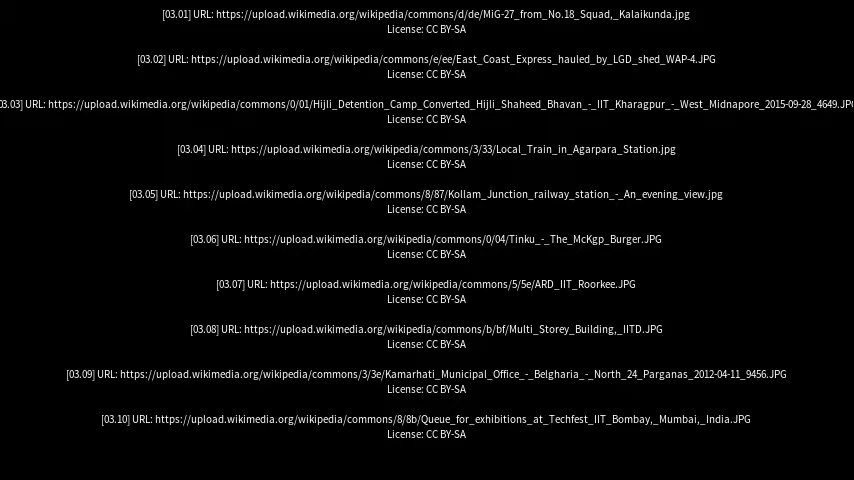 [03.01] URL: https://upload.wikimedia.org/wikipedia/commons/d/de/MiG-27_from_No.18_Squad,_Kalaikunda.jpg
License: CC BY-SA
[03.02] URL: https://upload.wikimedia.org/wikipedia/commons/e/ee/East_Coast_Express_hauled_by_LGD_shed_WAP-4.JPG
License: CC BY-SA
03.03] URL: https://upload.wikimedia.org/wikipedia/commons/0/01/Hijli_Detention_Camp_Converted_Hijli_Shaheed_Bhavan_-_IIT_Kharagpur_-_West_Midnapore_2015-09-28_4649.JPG
License: CC BY-SA
[03.04] URL: https://upload.wikimedia.org/wikipedia/commons/3/33/Local_Train_in_Agarpara_Station.jpg
License: CC BY-SA
[03.05] URL: https://upload.wikimedia.org/wikipedia/commons/8/87/Kollam_Junction_railway_station_-_An_evening_view.jpg
License: CC BY-SA
[03.06] URL: https://upload.wikimedia.org/wikipedia/commons/0/04/Tinku_-_The_McKgp_Burger.JPG
License: CC BY-SA
[03.07] URL: https://upload.wikimedia.org/wikipedia/commons/5/5e/ARD_IIT_Roorkee.JPG
License: CC BY-SA
[03.08] URL: https://upload.wikimedia.org/wikipedia/commons/b/bf/Multi_Storey_Building,_IITD.JPG
License: CC BY-SA
[03.09] URL: https://upload.wikimedia.org/wikipedia/commons/3/3e/Kamarhati_Municipal_Office_-_Belgharia_-_North_24_Parganas_2012-04-11_9456.JPG
License: CC BY-SA
[03.10] URL: https://upload.wikimedia.org/wikipedia/commons/8/8b/Queue_for_exhibitions_at_Techfest_IIT_Bombay,_Mumbai,_India.JPG
License: CC BY-SA